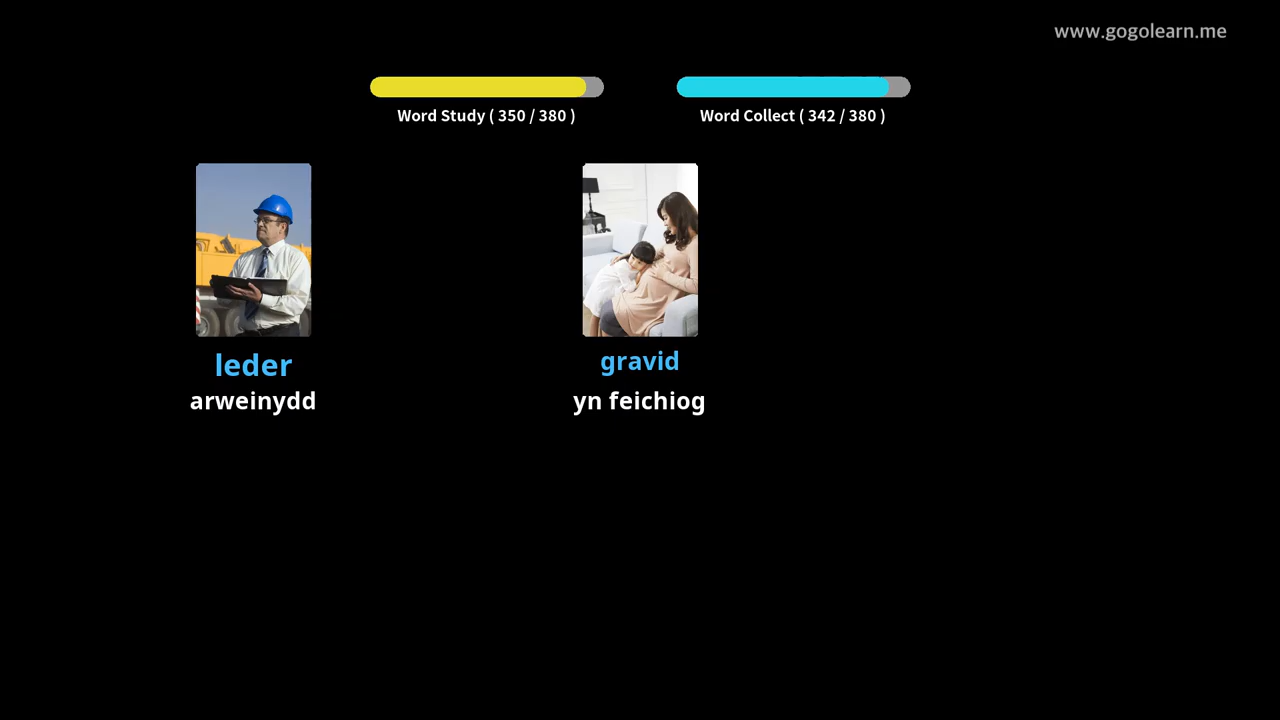 www.gogolearn.me
Word Study ( 350 / 380 )
Word Collect ( 342 / 380 )
leder
arweinydd
gravid
yn feichiog